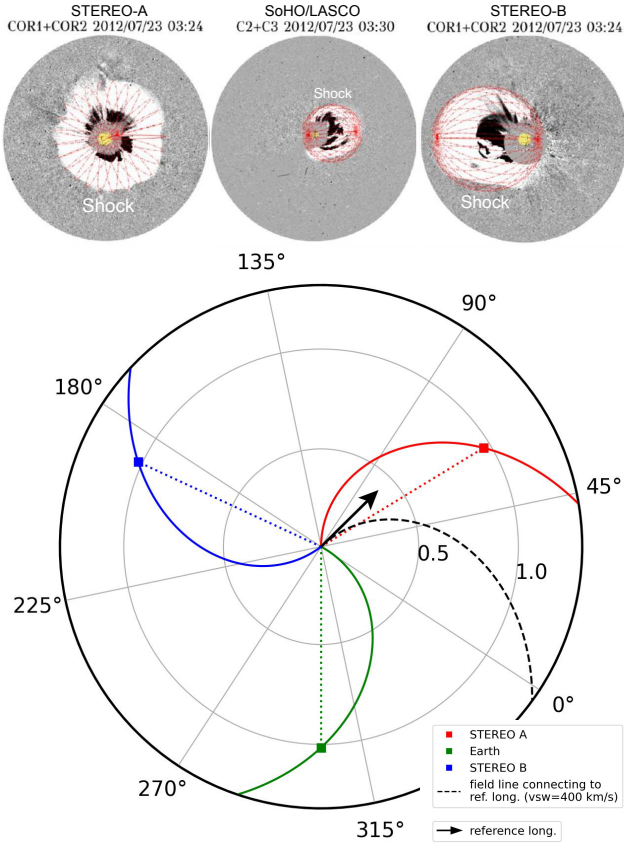 STEREO-A
COR1+COR2 2012/07/23 03:24
SoHO/LASCO
C2+C3 2012/07/23 03:30
STEREO-B
COR1+COR2 2012/07/23 03:24
Shock
Shock
Shock
135°
90°
180°
45°
0.5
1.0
225°
0°
270°
315°
STEREO A
Earth
STEREO B
field line connecting to
ref. long. (vsw=400 km/s)
reference long.